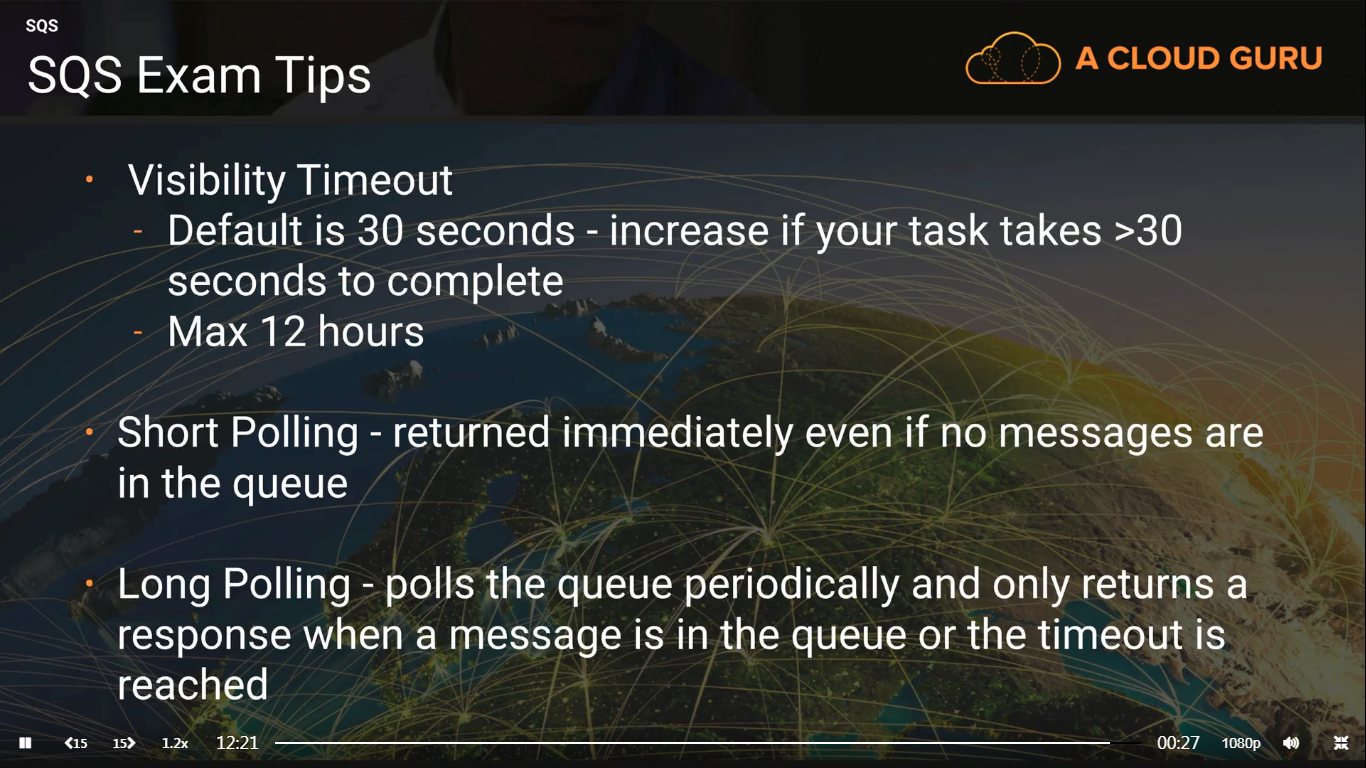 SQS
SQS Exam Tips
A CLOUD GURU
• Visibility Timeout
- Default is 30 seconds - increase if your task takes >30
seconds to complete
- Max 12 hours
• Short Polling - returned immediately even if no messages are
in the queue
• Long Polling - polls the queue periodically and only returns a
response when a message is in the queue or the timeout is
reached
15 15 1.2x 12:21 00:27 1080p